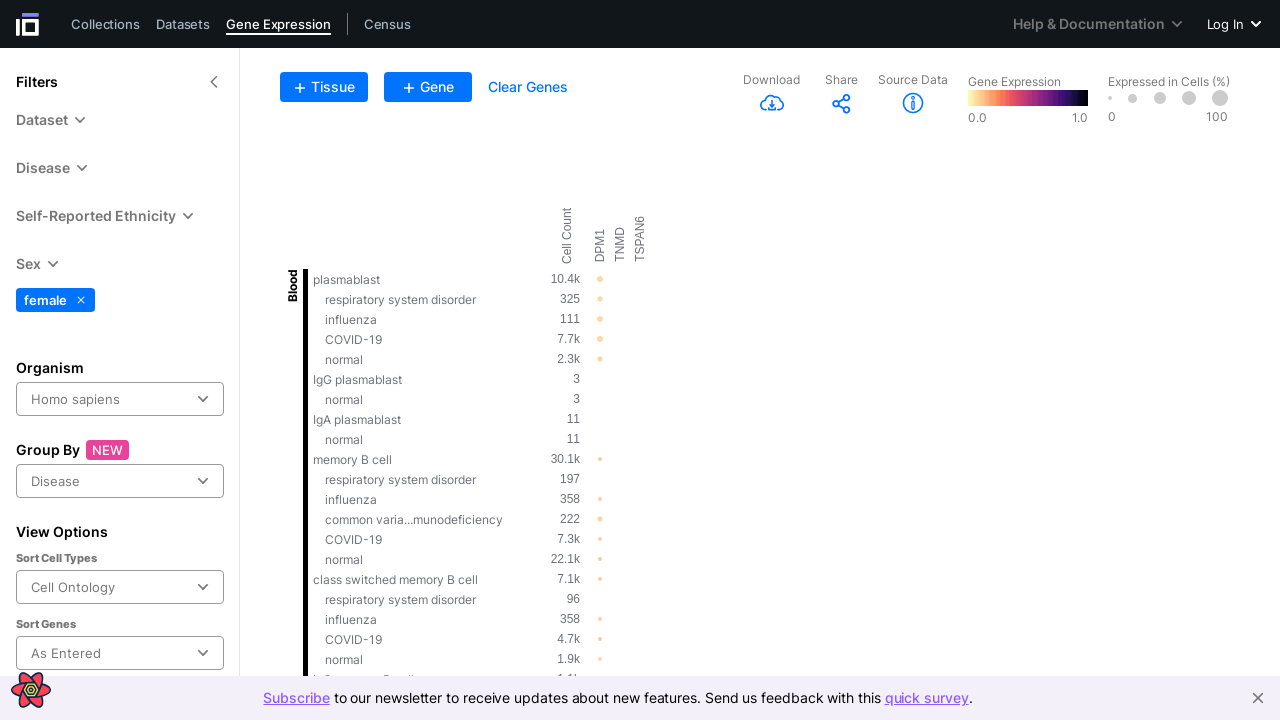 Collections Datasets Gene Expression Census Help & Documentation Log In
Filters
Dataset
Disease
Self-Reported Ethnicity
Sex
female
Organism
Homo sapiens
Group By NEW
Disease
View Options
Sort Cell Types
Cell Ontology
Sort Genes
As Entered
+ Tissue + Gene Clear Genes
Download Share Source Data
Gene Expression
0.0 1.0
Expressed in Cells (%)
0 100
Cell Count
DPM1
TNMD
TSPAN6
Blood
plasmablast 10.4k
respiratory system disorder 325
influenza 111
COVID-19 7.7k
normal 2.3k
IgG plasmablast 3
normal 3
IgA plasmablast 11
normal 11
memory B cell 30.1k
respiratory system disorder 197
influenza 358
common varia...munodeficiency 222
COVID-19 7.3k
normal 22.1k
class switched memory B cell 7.1k
respiratory system disorder 96
influenza 358
COVID-19 4.7k
normal 1.9k
Subscribe to our newsletter to receive updates about new features. Send us feedback with this quick survey.